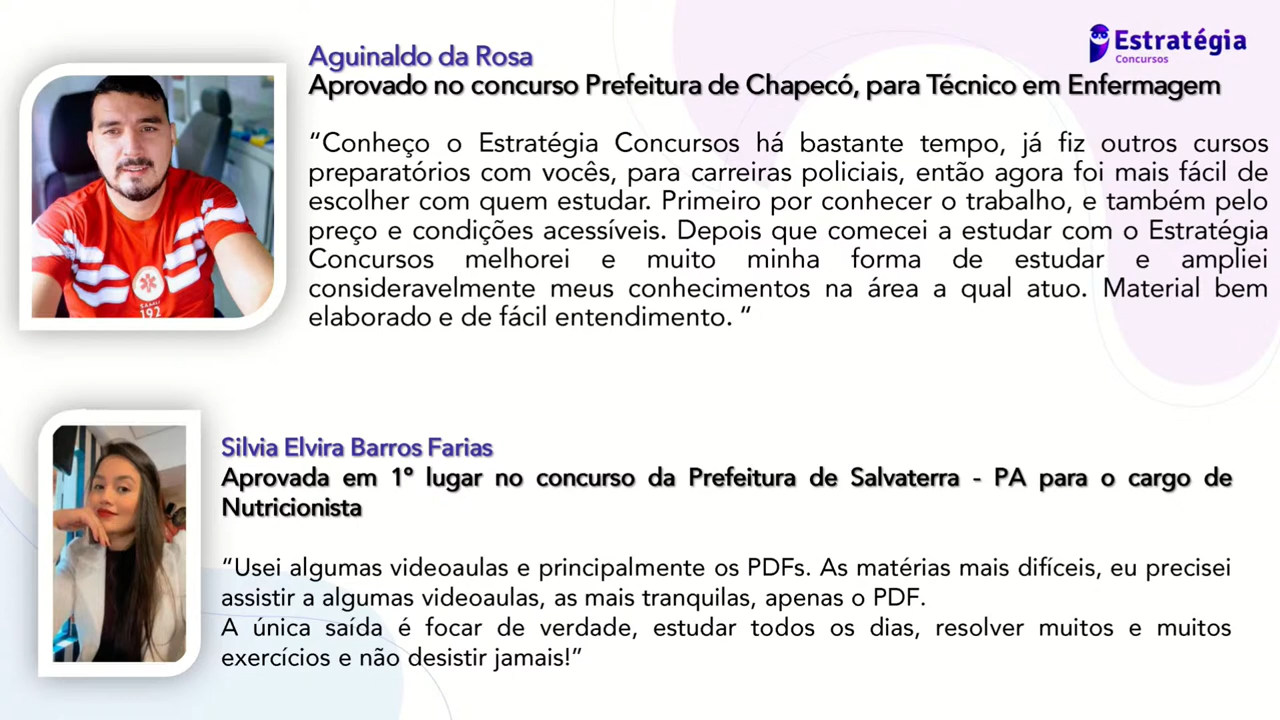 Estratégia
Concursos
Aguinaldo da Rosa
Aprovado no concurso Prefeitura de Chapecó, para Técnico em Enfermagem
“Conheço o Estratégia Concursos há bastante tempo, já fiz outros cursos
preparatórios com vocês, para carreiras policiais, então agora foi mais fácil de
escolher com quem estudar. Primeiro por conhecer o trabalho, e também pelo
preço e condições acessíveis. Depois que comecei a estudar com o Estratégia
Concursos melhorei e muito minha forma de estudar e ampliei
consideravelmente meus conhecimentos na área a qual atuo. Material bem
elaborado e de fácil entendimento. “
192
Silvia Elvira Barros Farias
Aprovada em 1º lugar no concurso da Prefeitura de Salvaterra - PA para o cargo de
Nutricionista
“Usei algumas videoaulas e principalmente os PDFs. As matérias mais difíceis, eu precisei
assistir a algumas videoaulas, as mais tranquilas, apenas o PDF.
A única saída é focar de verdade, estudar todos os dias, resolver muitos e muitos
exercícios e não desistir jamais!”